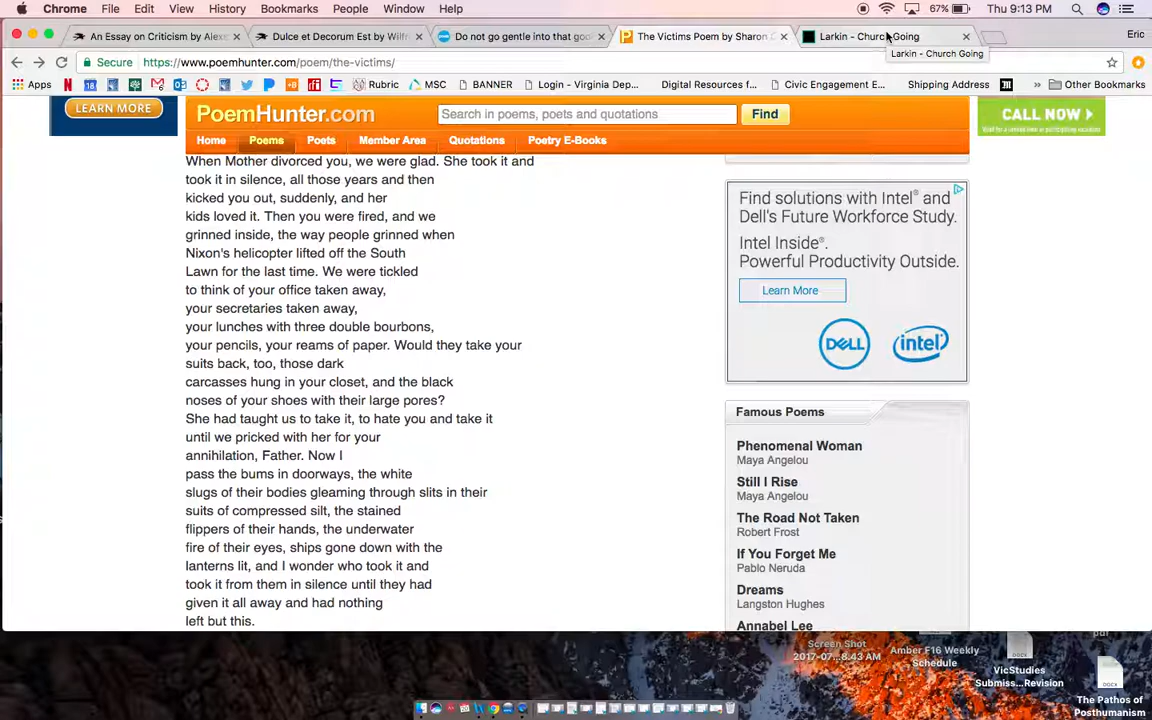 Chrome File Edit View History Bookmarks People Window Help 67% Thu 9:13 PM Eric
An Essay on Criticism by Alex
Dulce et Decorum Est by Wilfr
Do not go gentle into that goo
The Victims Poem by Sharon
Larkin - Church Going
Eric
Larkin - Church Going
Secure https://www.poemhunter.com/poem/the-victims/
Apps Rubric MSC BANNER Login - Virginia Dep... Digital Resources f... Civic Engagement E... » Other Bookmarks
LEARN MORE
PoemHunter.com
Search in poems, poets and quotations
Find
CALL NOW
Home Poems Poets Member Area Quotations Poetry E-Books
When Mother divorced you, we were glad. She took it and
took it in silence, all those years and then
kicked you out, suddenly, and her
kids loved it. Then you were fired, and we
grinned inside, the way people grinned when
Nixon's helicopter lifted off the South
Lawn for the last time. We were tickled
to think of your office taken away,
your secretaries taken away,
your lunches with three double bourbons,
your pencils, your reams of paper. Would they take your
suits back, too, those dark
carcasses hung in your closet, and the black
noses of your shoes with their large pores?
She had taught us to take it, to hate you and take it
until we pricked with her for your
annihilation, Father. Now I
pass the bums in doorways, the white
slugs of their bodies gleaming through slits in their
suits of compressed silt, the stained
flippers of their hands, the underwater
fire of their eyes, ships gone down with the
lanterns lit, and I wonder who took it and
took it from them in silence until they had
given it all away and had nothing
left but this.
Find solutions with Intel® and
Dell's Future Workforce Study.
Intel Inside®.
Powerful Productivity Outside.
Learn More
DELL
intel
Famous Poems
Phenomenal Woman
Maya Angelou
Still I Rise
Maya Angelou
The Road Not Taken
Robert Frost
If You Forget Me
Pablo Neruda
Dreams
Langston Hughes
Annabel Lee
pdf
Screen Shot
2017-07...8.43 AM
Amber F16 Weekly
Schedule
VicStudies
Submiss...Revision
The Pathos of
Posthumanism